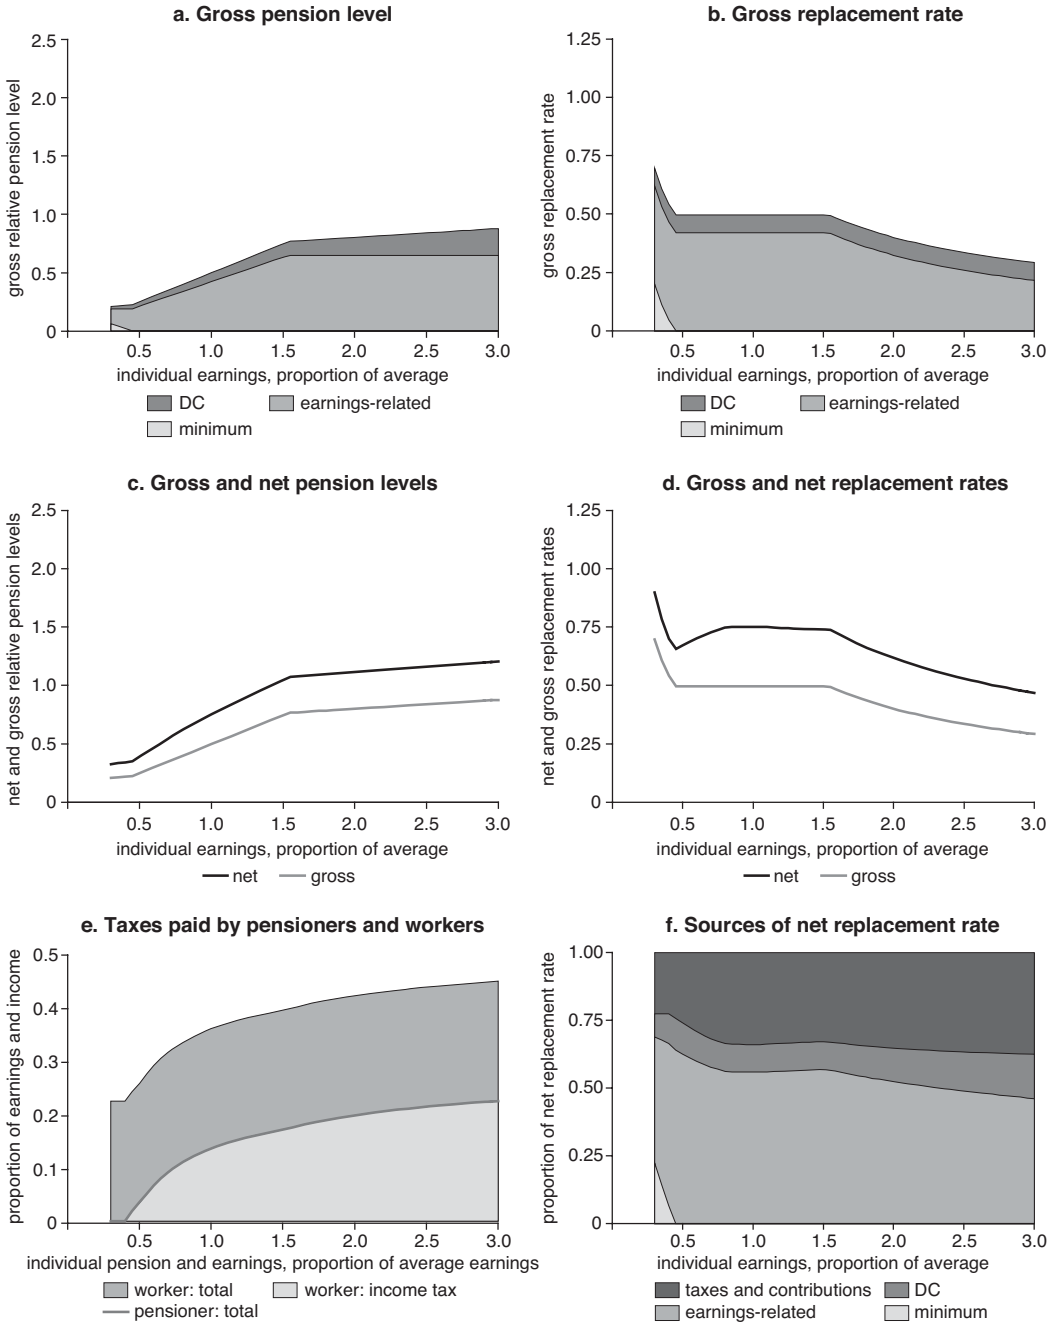 a. Gross pension level
gross relative pension level
2.5
2.0
1.5
1.0
0.5
0
0.5 1.0 1.5 2.0 2.5 3.0
individual earnings, proportion of average
DC earnings-related
minimum
b. Gross replacement rate
gross replacement rate
1.25
1.00
0.75
0.50
0.25
0
0.5 1.0 1.5 2.0 2.5 3.0
individual earnings, proportion of average
DC earnings-related
minimum
c. Gross and net pension levels
net and gross relative pension levels
2.5
2.0
1.5
1.0
0.5
0
0.5 1.0 1.5 2.0 2.5 3.0
individual earnings, proportion of average
net gross
d. Gross and net replacement rates
net and gross replacement rates
1.25
1.00
0.75
0.50
0.25
0
0.5 1.0 1.5 2.0 2.5 3.0
individual earnings, proportion of average
net gross
e. Taxes paid by pensioners and workers
proportion of earnings and income
0.5
0.4
0.3
0.2
0.1
0
0.5 1.0 1.5 2.0 2.5 3.0
individual pension and earnings, proportion of average earnings
worker: total worker: income tax
pensioner: total
f. Sources of net replacement rate
proportion of net replacement rate
1.00
0.75
0.50
0.25
0
0.5 1.0 1.5 2.0 2.5 3.0
individual earnings, proportion of average
taxes and contributions DC
earnings-related minimum